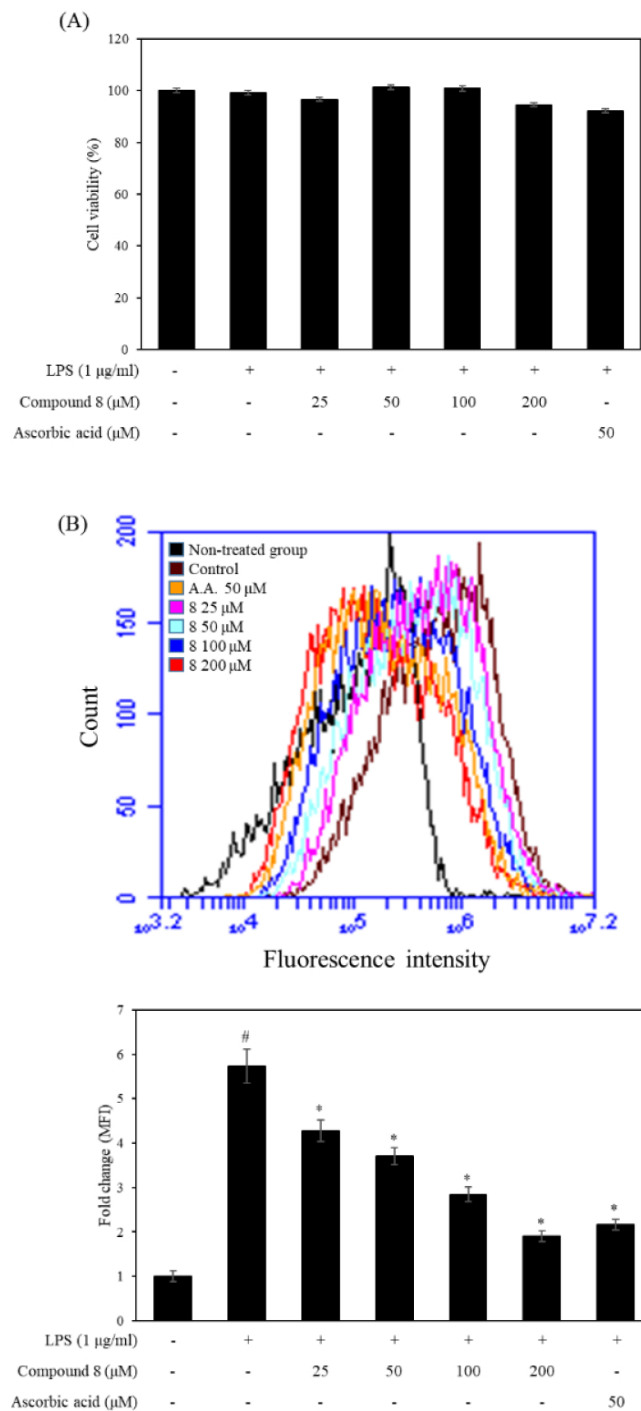 (A)
120
100
80
60
40
20
0
Cell viability (%)
LPS (1 μg/ml) - + + + + + +
Compound 8 (μM) - - 25 50 100 200 -
Ascorbic acid (μM) - - - - - - 50
(B)
200
150
100
50
0
Count
Non-treated group
Control
A.A. 50 μM
8 25 μM
8 50 μM
8 100 μM
8 200 μM
10^3.2 10^4 10^5 10^6 10^7.2
Fluorescence intensity
7
6
5
4
3
2
1
0
Fold change (MFI)
#
* * * * *
LPS (1 μg/ml) - + + + + + +
Compound 8 (μM) - - 25 50 100 200 -
Ascorbic acid (μM) - - - - - - 50